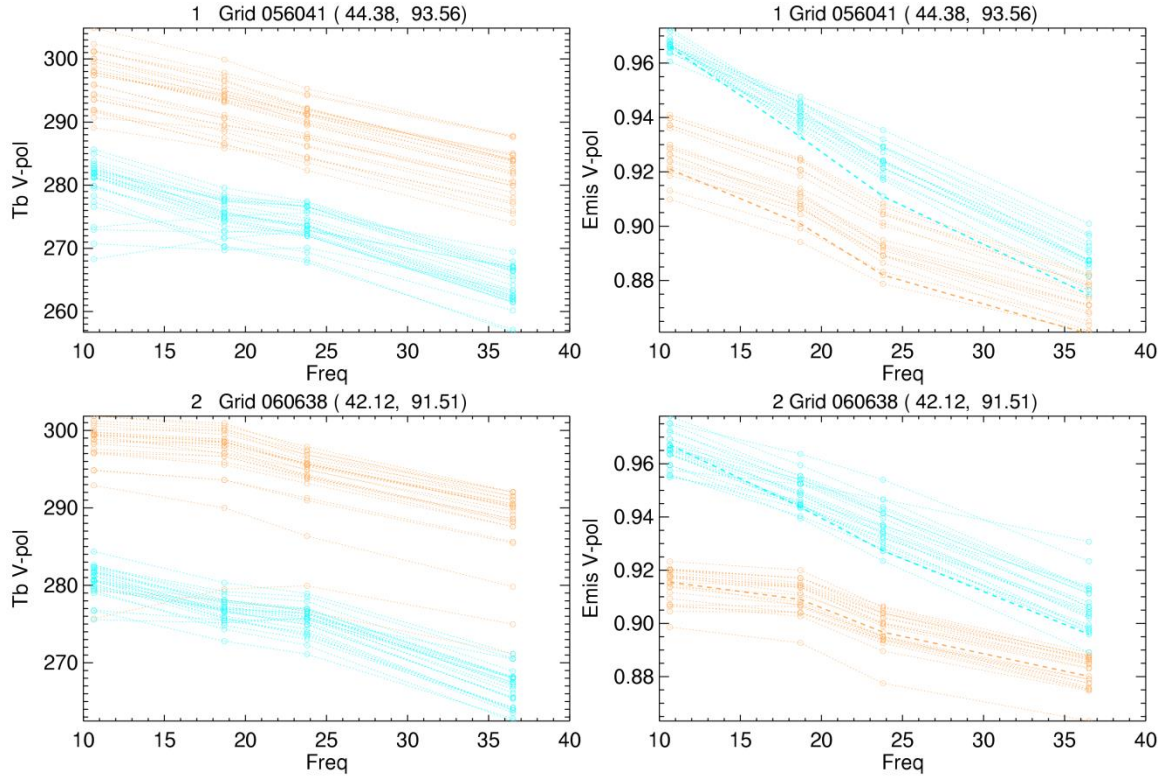 1 Grid 056041 ( 44.38, 93.56)
300
290
280
270
260
Tb V-pol
10 15 20 25 30 35 40
Freq
1 Grid 056041 ( 44.38, 93.56)
0.96
0.94
0.92
0.90
0.88
Emis V-pol
10 15 20 25 30 35 40
Freq
2 Grid 060638 ( 42.12, 91.51)
300
290
280
270
Tb V-pol
10 15 20 25 30 35 40
Freq
2 Grid 060638 ( 42.12, 91.51)
0.96
0.94
0.92
0.90
0.88
Emis V-pol
10 15 20 25 30 35 40
Freq